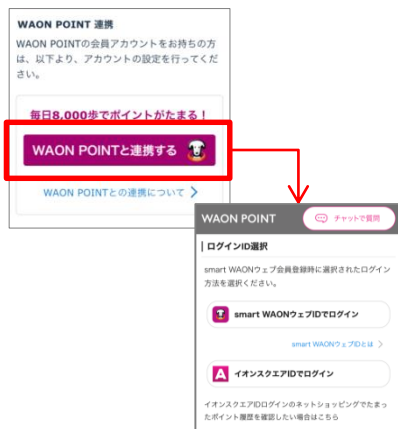 WAON POINT 連携
WAON POINTの会員アカウントをお持ちの方
は、以下より、アカウントの設定を行ってくだ
さい。
毎日8,000歩でポイントがたまる！
WAON POINTと連携する
WAON POINTとの連携について
WAON POINT
チャットで質問
ログインID選択
smart WAONウェブ会員登録時に選択されたログイン
方法を選択ください。
smart WAONウェブIDでログイン
smart WAONウェブIDとは
イオンスクエアIDでログイン
イオンスクエアIDログインのネットショッピングでたまっ
たポイント履歴を確認したい場合はこちら